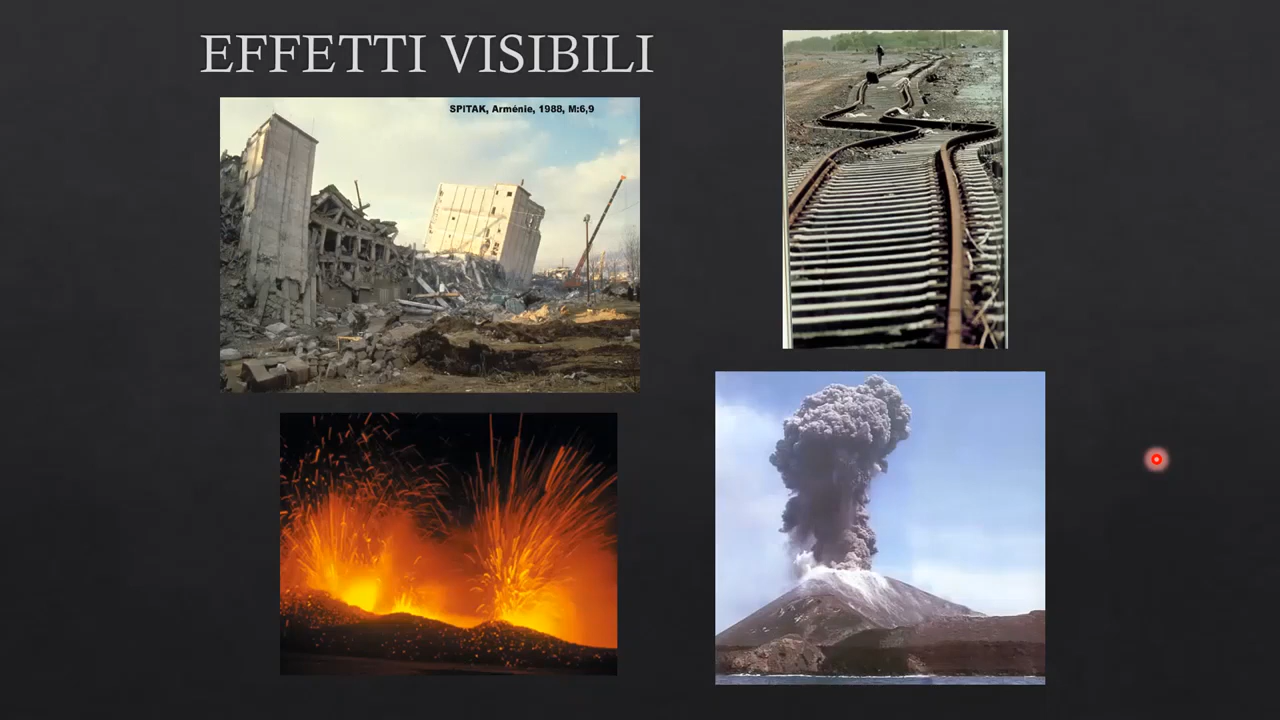 EFFETTI VISIBILI
SPITAK, Arménie, 1988, M:6,9